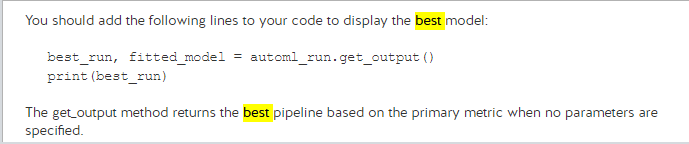 You should add the following lines to your code to display the best model:
best_run, fitted_model = automl_run.get_output()
print(best_run)
The get_output method returns the best pipeline based on the primary metric when no parameters are
specified.